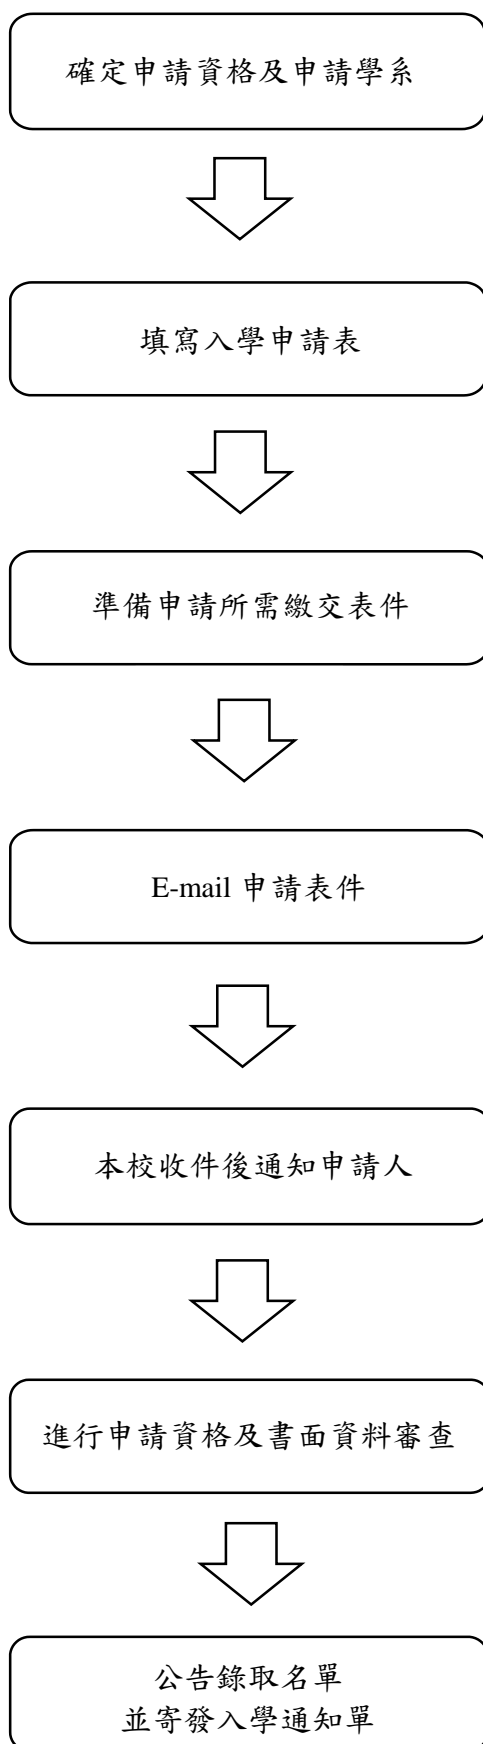 確定申請資格及申請學系
填寫入學申請表
準備申請所需繳交表件
E-mail 申請表件
本校收件後通知申請人
進行申請資格及書面資料審查
公告錄取名單
並寄發入學通知單